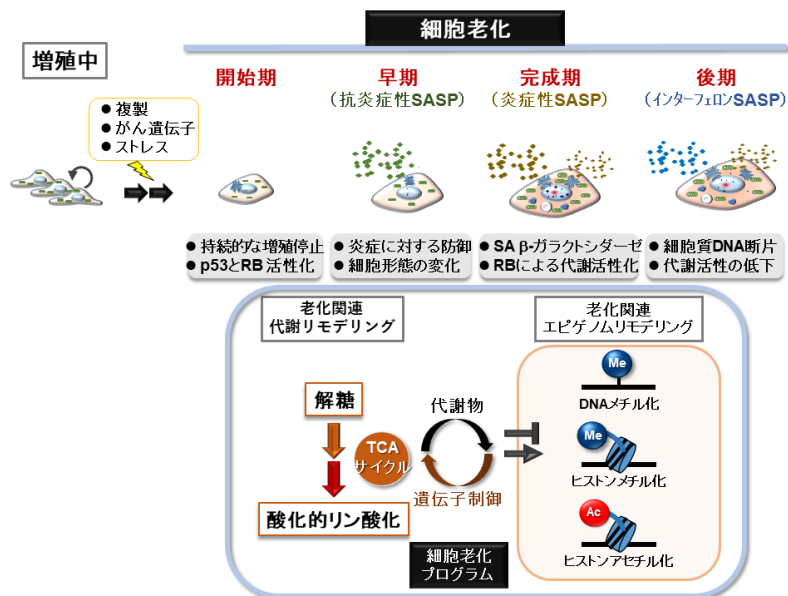 細胞老化
増殖中
開始期
早期
(抗炎症性SASP)
完成期
(炎症性SASP)
後期
(インターフェロンSASP)
● 複製
● がん遺伝子
● ストレス
● 持続的な増殖停止
● p53とRB 活性化
● 炎症に対する防御
● 細胞形態の変化
● SA β-ガラクトシダーゼ
● RBによる代謝活性化
● 細胞質DNA断片
● 代謝活性の低下
老化関連
代謝リモデリング
老化関連
エピゲノムリモデリング
解糖
TCA
サイクル
酸化的リン酸化
代謝物
遺伝子制御
Me
DNAメチル化
Me
ヒストンメチル化
Ac
ヒストンアセチル化
細胞老化
プログラム